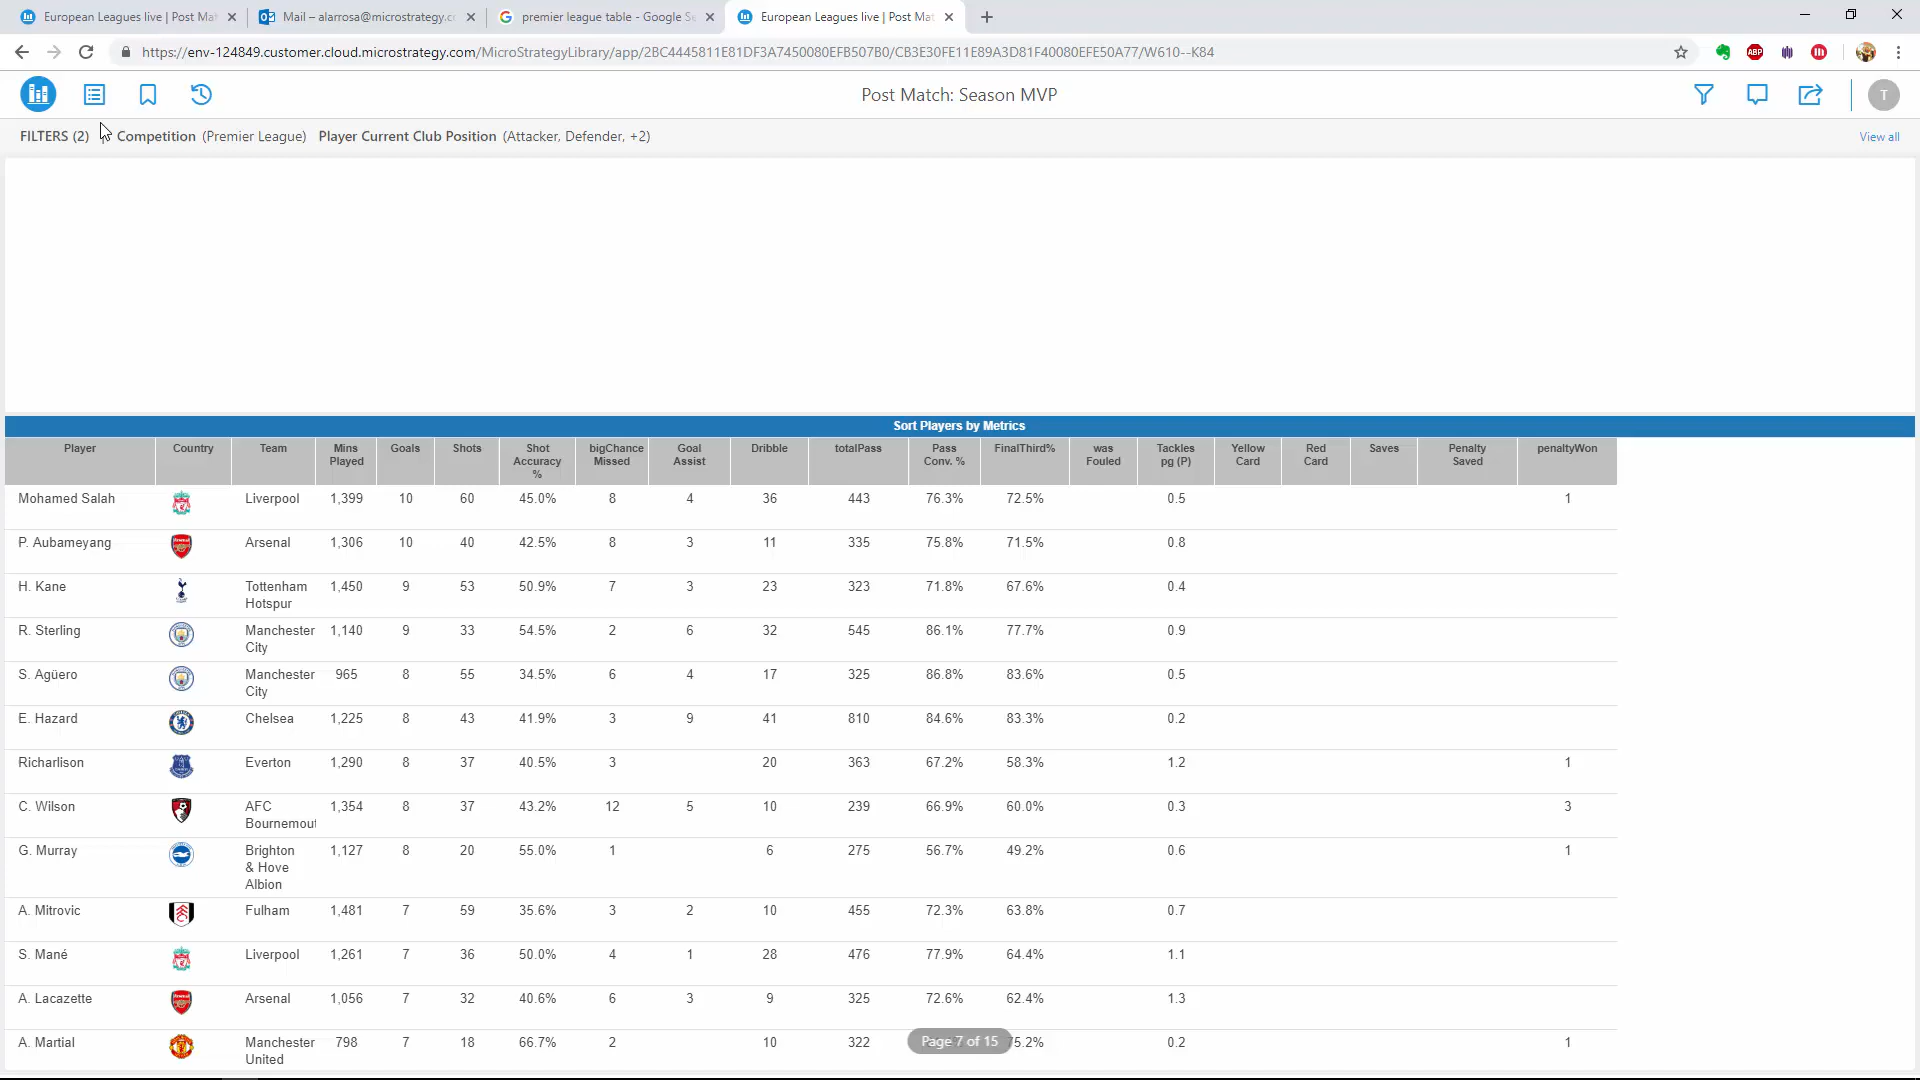 European Leagues live | Post Mat
Mail – alarrosa@microstrategy.c
premier league table - Google Se
European Leagues live | Post Mat
https://env-124849.customer.cloud.microstrategy.com/MicroStrategyLibrary/app/2BC4445811E81DF3A7450080EFB507B0/CB3E30FE11E89A3D81F40080EFE50A77/W610--K84
ABP
Post Match: Season MVP
T
FILTERS (2) Competition (Premier League) Player Current Club Position (Attacker, Defender, +2) View all
Sort Players by Metrics
Player Country Team Mins Played Goals Shots Shot Accuracy % bigChance Missed Goal Assist Dribble totalPass Pass Conv. % FinalThird% was Fouled Tackles pg (P) Yellow Card Red Card Saves Penalty Saved penaltyWon
Mohamed Salah Liverpool 1,399 10 60 45.0% 8 4 36 443 76.3% 72.5% 0.5 1
P. Aubameyang Arsenal 1,306 10 40 42.5% 8 3 11 335 75.8% 71.5% 0.8
H. Kane Tottenham Hotspur 1,450 9 53 50.9% 7 3 23 323 71.8% 67.6% 0.4
R. Sterling Manchester City 1,140 9 33 54.5% 2 6 32 545 86.1% 77.7% 0.9
S. Agüero Manchester City 965 8 55 34.5% 6 4 17 325 86.8% 83.6% 0.5
E. Hazard Chelsea 1,225 8 43 41.9% 3 9 41 810 84.6% 83.3% 0.2
Richarlison Everton 1,290 8 37 40.5% 3 20 363 67.2% 58.3% 1.2 1
C. Wilson AFC Bournemout 1,354 8 37 43.2% 12 5 10 239 66.9% 60.0% 0.3 3
G. Murray Brighton & Hove Albion 1,127 8 20 55.0% 1 6 275 56.7% 49.2% 0.6 1
A. Mitrovic Fulham 1,481 7 59 35.6% 3 2 10 455 72.3% 63.8% 0.7
S. Mané Liverpool 1,261 7 36 50.0% 4 1 28 476 77.9% 64.4% 1.1
A. Lacazette Arsenal 1,056 7 32 40.6% 6 3 9 325 72.6% 62.4% 1.3
A. Martial Manchester United 798 7 18 66.7% 2 10 322 75.2% 0.2 1
Page 7 of 15